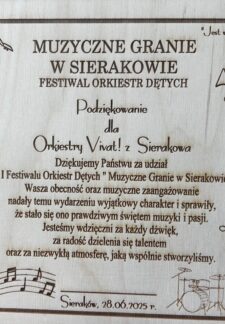 "Jest w
MUZYCZNE GRANIE
W SIERAKOWIE
FESTIWAL ORKIESTR DĘTYCH
Podziękowanie
dla
Orkiestry Vivat! z Sierakowa
Dziękujemy Państwu za udział
I Festiwalu Orkiestr Dętych " Muzyczne Granie w Sierakowie
Wasza obecność oraz muzyczne zaangażowanie
nadały temu wydarzeniu wyjątkowy charakter i sprawiły,
że stało się ono prawdziwym świętem muzyki i pasji.
Jesteśmy wdzięczni za każdy dźwięk,
za radość dzielenia się talentem
oraz za niezwykłą atmosferę, jaką wspólnie stworzyliśmy.
Sieraków, 28.06.2025 r.